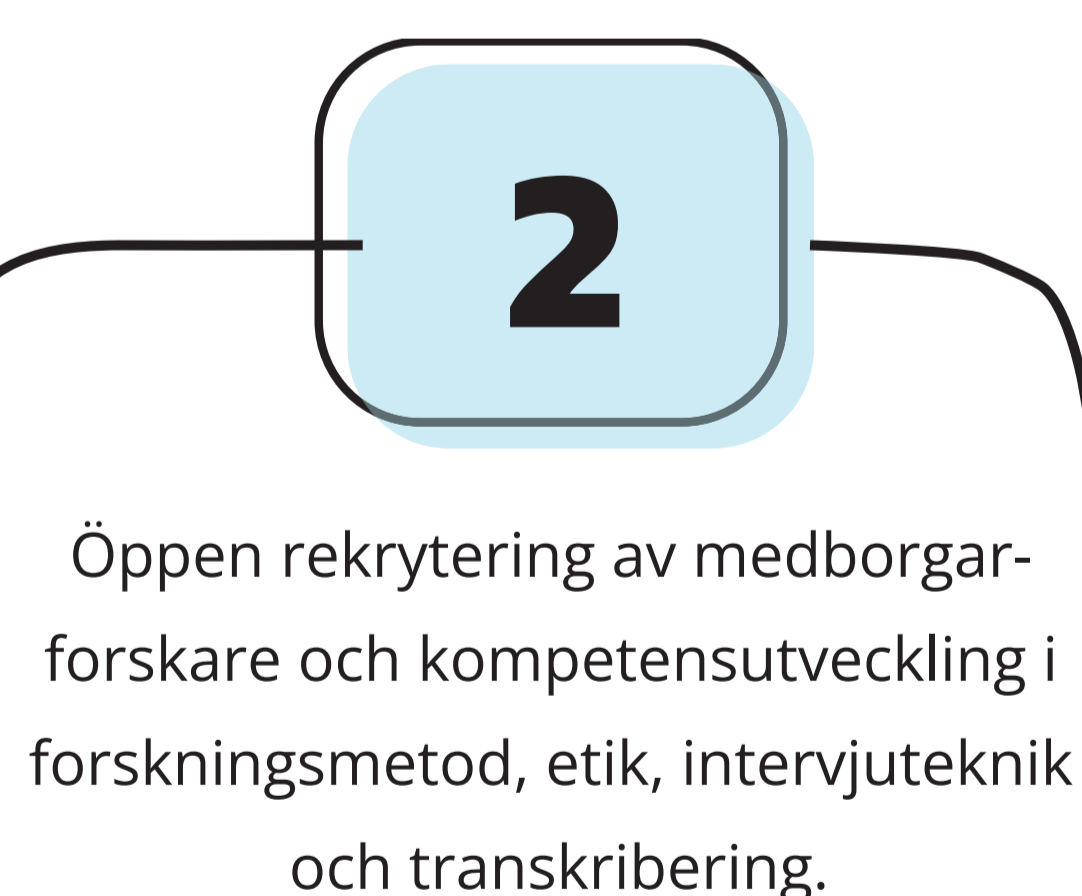 2
Öppen rekrytering av medborgar-
forskare och kompetensutveckling i
forskningsmetod, etik, intervjuteknik
och transkribering.